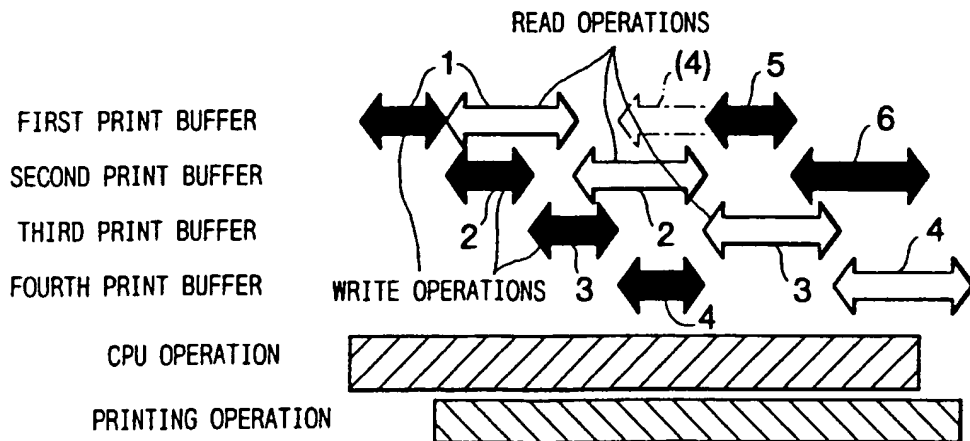 READ OPERATIONS
1 (4) 5
FIRST PRINT BUFFER
6
SECOND PRINT BUFFER
2 2
THIRD PRINT BUFFER
4
FOURTH PRINT BUFFER WRITE OPERATIONS 3 3
4
CPU OPERATION
PRINTING OPERATION